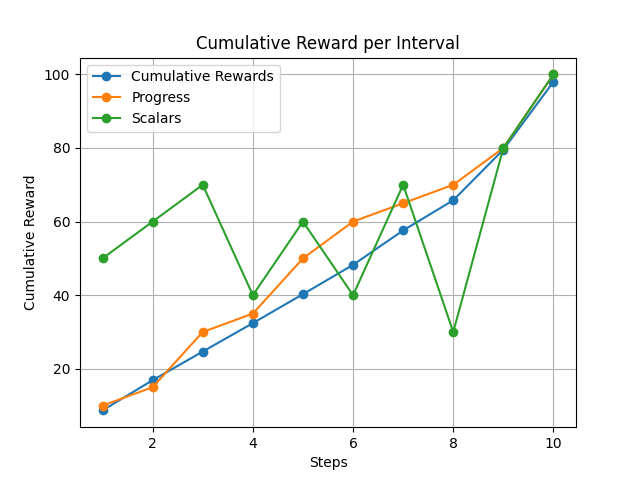 Cumulative Reward per Interval
Cumulative Rewards
Progress
Scalars
Cumulative Reward
100
80
60
40
20
2 4 6 8 10
Steps